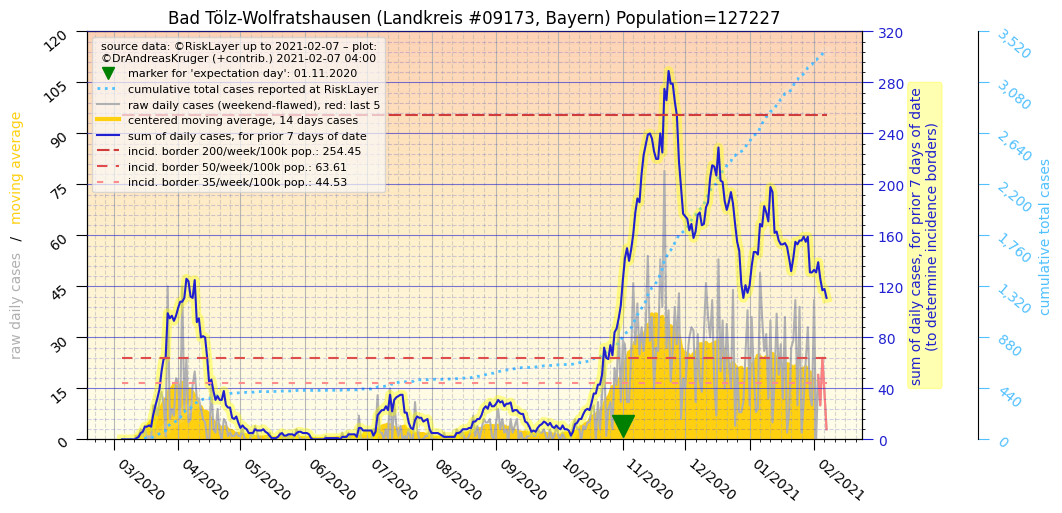 Bad Tölz-Wolfratshausen (Landkreis #09173, Bayern) Population=127227
source data: ©RiskLayer up to 2021-02-07 – plot:
©DrAndreasKruger (+contrib.) 2021-02-07 04:00
marker for 'expectation day': 01.11.2020
cumulative total cases reported at RiskLayer
raw daily cases (weekend-flawed), red: last 5
centered moving average, 14 days cases
sum of daily cases, for prior 7 days of date
incid. border 200/week/100k pop.: 254.45
incid. border 50/week/100k pop.: 63.61
incid. border 35/week/100k pop.: 44.53
raw daily cases / moving average
120
105
90
75
60
45
30
15
0
03/2020
04/2020
05/2020
06/2020
07/2020
08/2020
09/2020
10/2020
11/2020
12/2020
01/2021
02/2021
320
280
240
200
160
120
80
40
0
sum of daily cases, for prior 7 days of date
(to determine incidence borders)
3,520
3,080
2,640
2,200
1,760
1,320
880
440
0
cumulative total cases